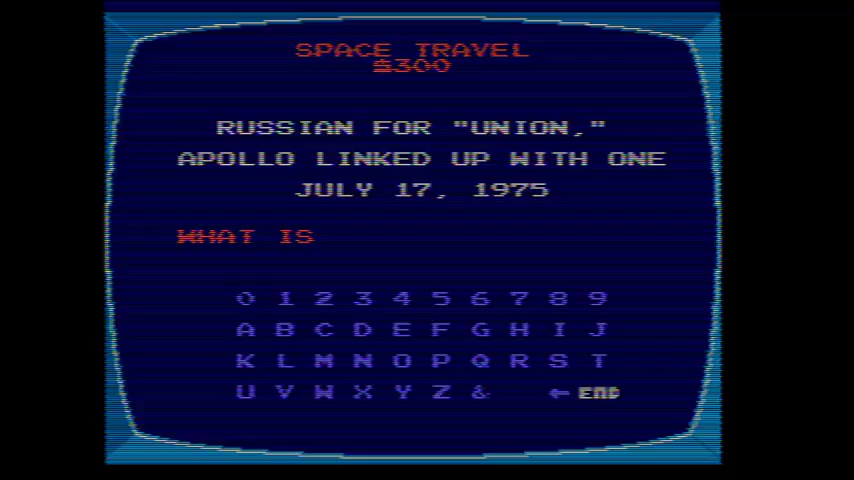 SPACE TRAVEL
$300
RUSSIAN FOR "UNION,"
APOLLO LINKED UP WITH ONE
JULY 17, 1975
WHAT IS
0 1 2 3 4 5 6 7 8 9
A B C D E F G H I J
K L M N O P Q R S T
U V W X Y Z & ← END